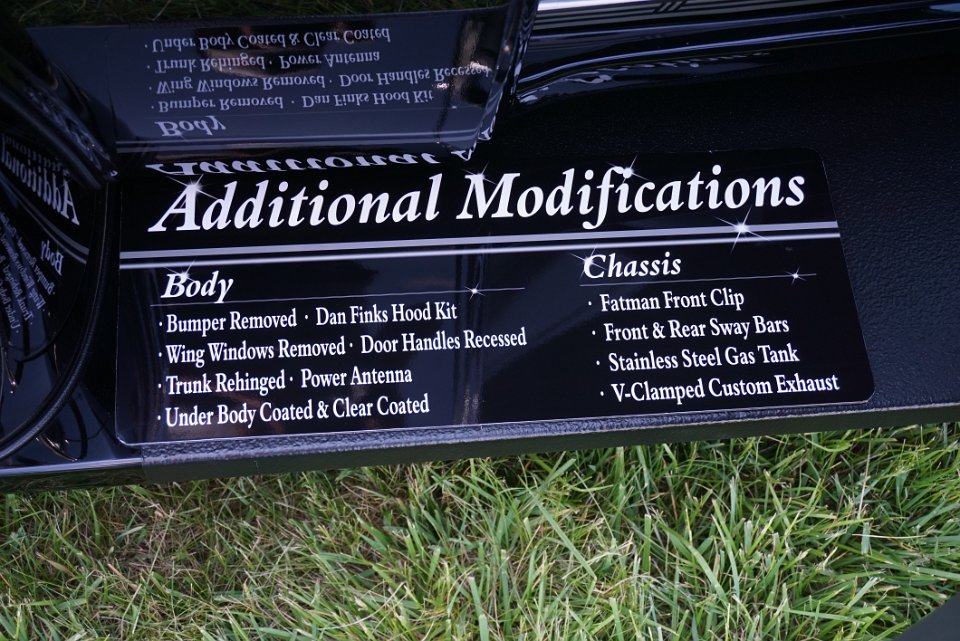 Additional Modifications
Body
· Bumper Removed · Dan Finks Hood Kit
· Wing Windows Removed · Door Handles Recessed
· Trunk Rehinged · Power Antenna
· Under Body Coated & Clear Coated
Chassis
· Fatman Front Clip
· Front & Rear Sway Bars
· Stainless Steel Gas Tank
· V-Clamped Custom Exhaust